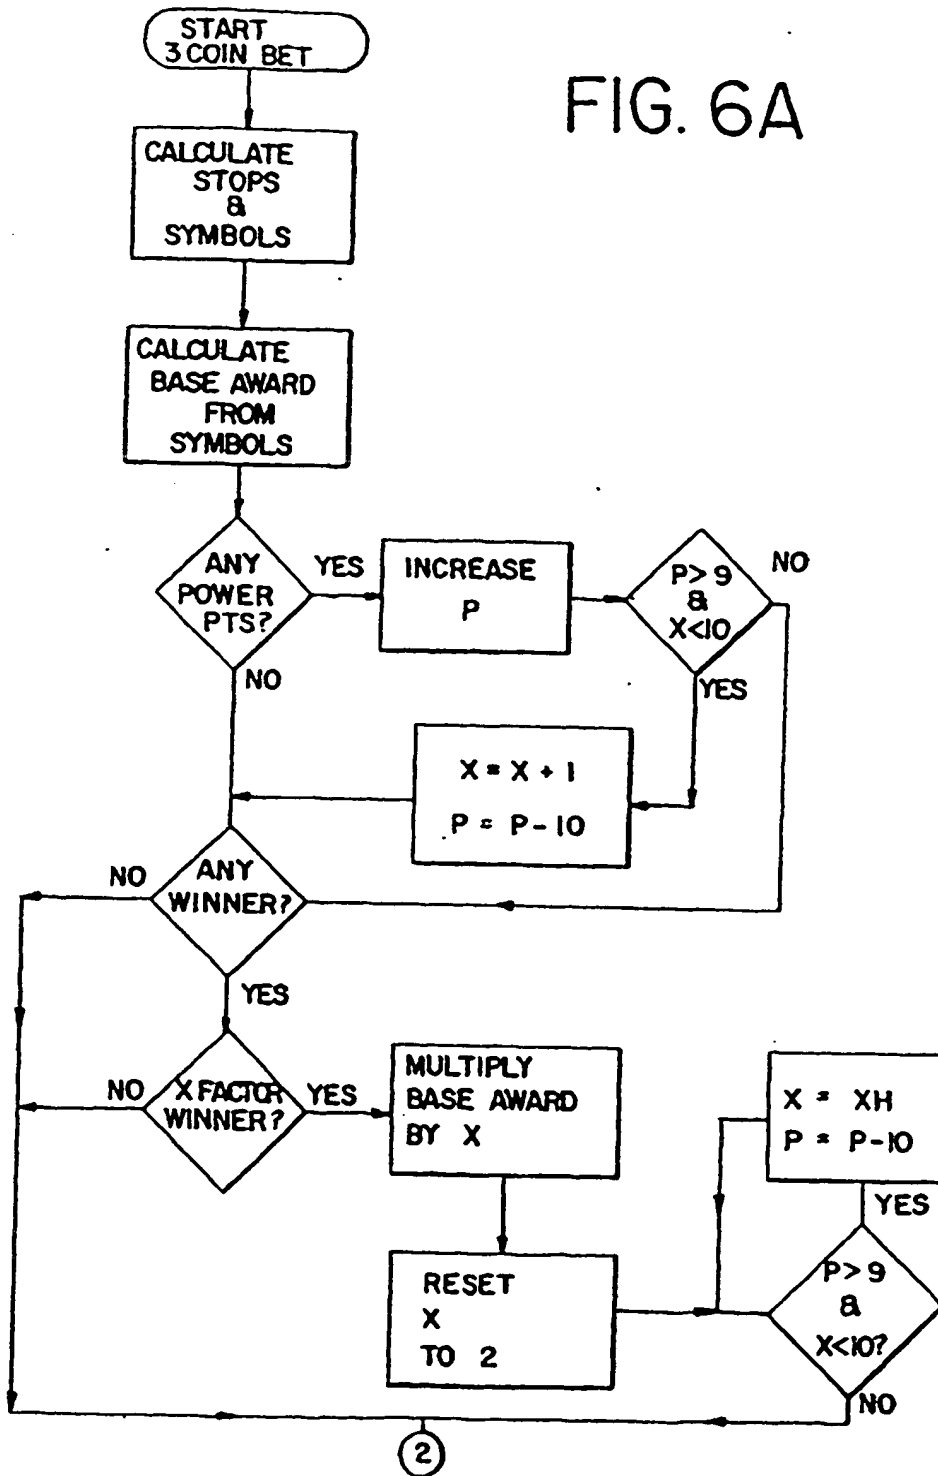 START
3 COIN BET
FIG. 6A
CALCULATE
STOPS
&
SYMBOLS
CALCULATE
BASE AWARD
FROM
SYMBOLS
ANY
POWER
PTS?
YES
INCREASE
P
P>9
&
X<10
NO
YES
NO
X = X + 1
P = P-10
ANY
WINNER?
NO
YES
X FACTOR
WINNER?
NO
YES
MULTIPLY
BASE AWARD
BY X
X = XH
P = P-10
YES
RESET
X
TO 2
P>9
&
X<10?
NO
2